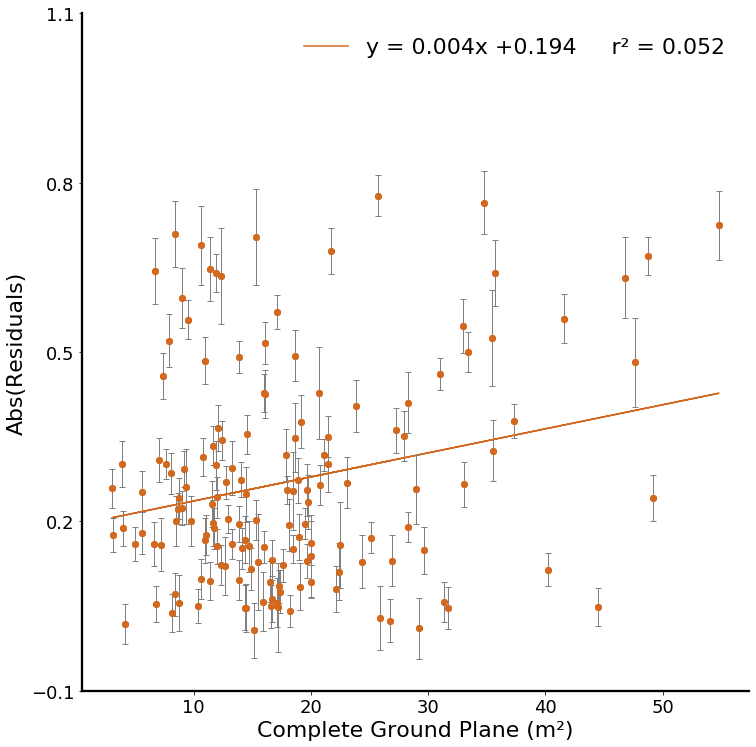 1.1
y = 0.004x +0.194 r² = 0.052
0.8
0.5
0.2
−0.1
Abs(Residuals)
10 20 30 40 50
Complete Ground Plane (m²)